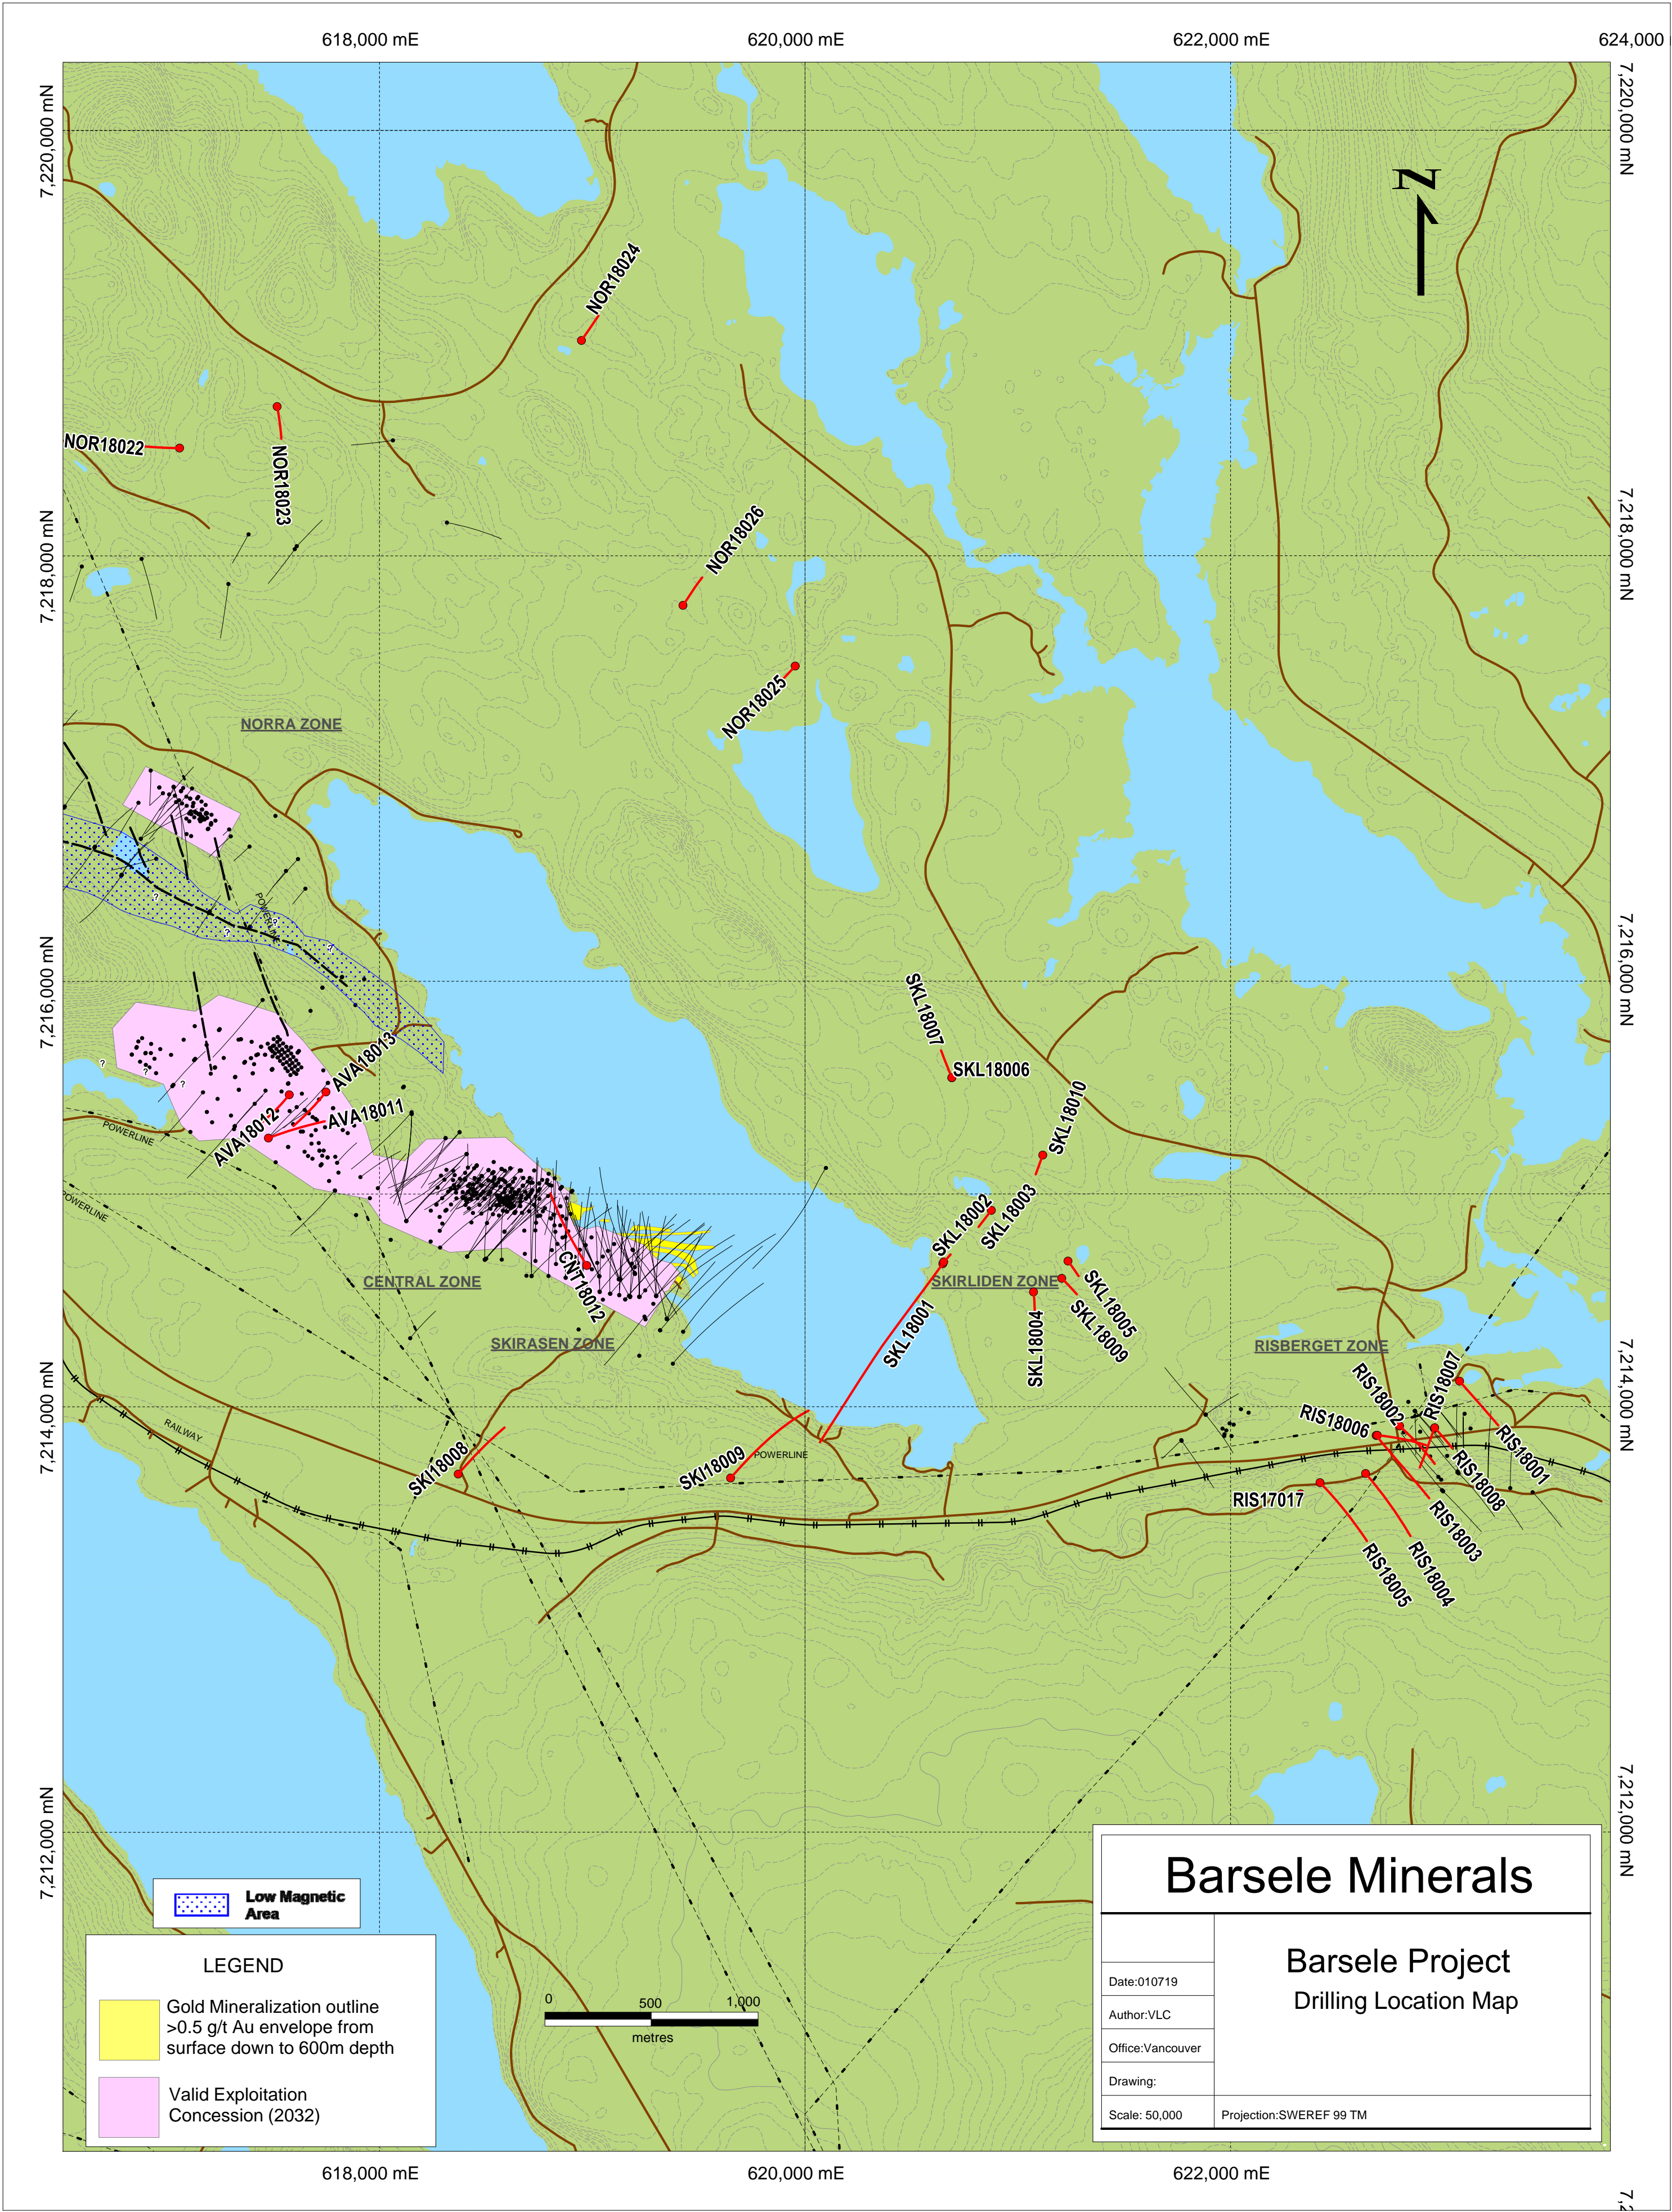 618,000 mE
620,000 mE
622,000 mE
624,000
7,220,000 mN
7,220,000 mN
N
NOR18024
NOR18022
NOR18023
7,218,000 mN
7,218,000 mN
NOR18026
NOR18025
NORRA ZONE
POWERLINE
?
?
?
?
7,216,000 mN
7,216,000 mN
SKL18007
SKL18006
AVA18013
AVA18011
AVA18012
?
?
?
POWERLINE
POWERLINE
SKL18010
SKL18003
SKL18002
CNT18012
CENTRAL ZONE
SKIRLIDEN ZONE
SKL18005
SKL18009
SKL18004
SKL18001
SKIRASEN ZONE
RISBERGET ZONE
RIS18007
RIS18002
RIS18006
7,214,000 mN
7,214,000 mN
RAILWAY
SKI18008
SKI18009
POWERLINE
RIS17017
RIS18001
RIS18008
RIS18003
RIS18004
RIS18005
7,212,000 mN
7,212,000 mN
Low Magnetic
Area
LEGEND
Gold Mineralization outline
>0.5 g/t Au envelope from
surface down to 600m depth
Valid Exploitation
Concession (2032)
0 500 1,000
metres
Barsele Minerals
Barsele Project
Drilling Location Map
Date:010719
Author:VLC
Office:Vancouver
Drawing:
Scale: 50,000
Projection:SWEREF 99 TM
618,000 mE
620,000 mE
622,000 mE